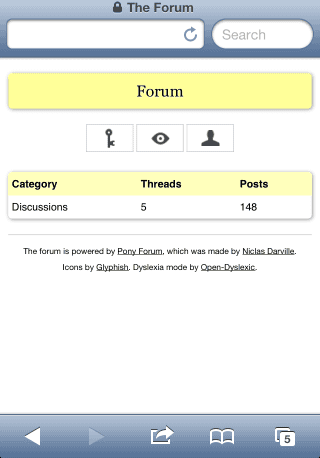 The Forum
Search
Forum
Category Threads Posts
Discussions 5 148
The forum is powered by Pony Forum, which was made by Niclas Darville.
Icons by Glyphish. Dyslexia mode by Open-Dyslexic.
5